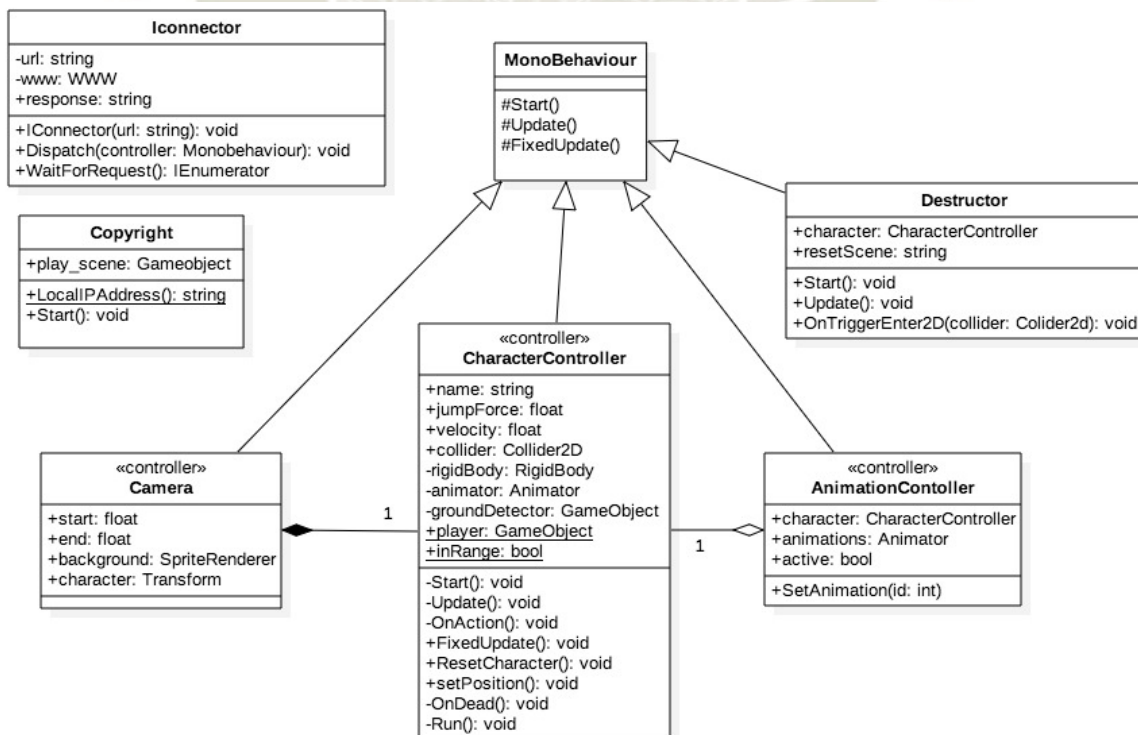 Iconnector
-url: string
-www: WWW
+response: string
+IConnector(url: string): void
+Dispatch(controller: Monobehaviour): void
+WaitForRequest(): IEnumerator
MonoBehaviour
#Start()
#Update()
#FixedUpdate()
Destructor
+character: CharacterController
+resetScene: string
+Start(): void
+Update(): void
+OnTriggerEnter2D(collider: Colider2d): void
Copyright
+play_scene: Gameobject
+LocalIPAddress(): string
+Start(): void
«controller»
CharacterController
+name: string
+jumpForce: float
+velocity: float
+collider: Collider2D
-rigidBody: RigidBody
-animator: Animator
-groundDetector: GameObject
+player: GameObject
+inRange: bool
-Start(): void
-Update(): void
-OnAction(): void
+FixedUpdate(): void
+ResetCharacter(): void
+setPosition(): void
-OnDead(): void
-Run(): void
«controller»
Camera
+start: float
+end: float
+background: SpriteRenderer
+character: Transform
1
1
«controller»
AnimationContoller
+character: CharacterController
+animations: Animator
+active: bool
+SetAnimation(id: int)